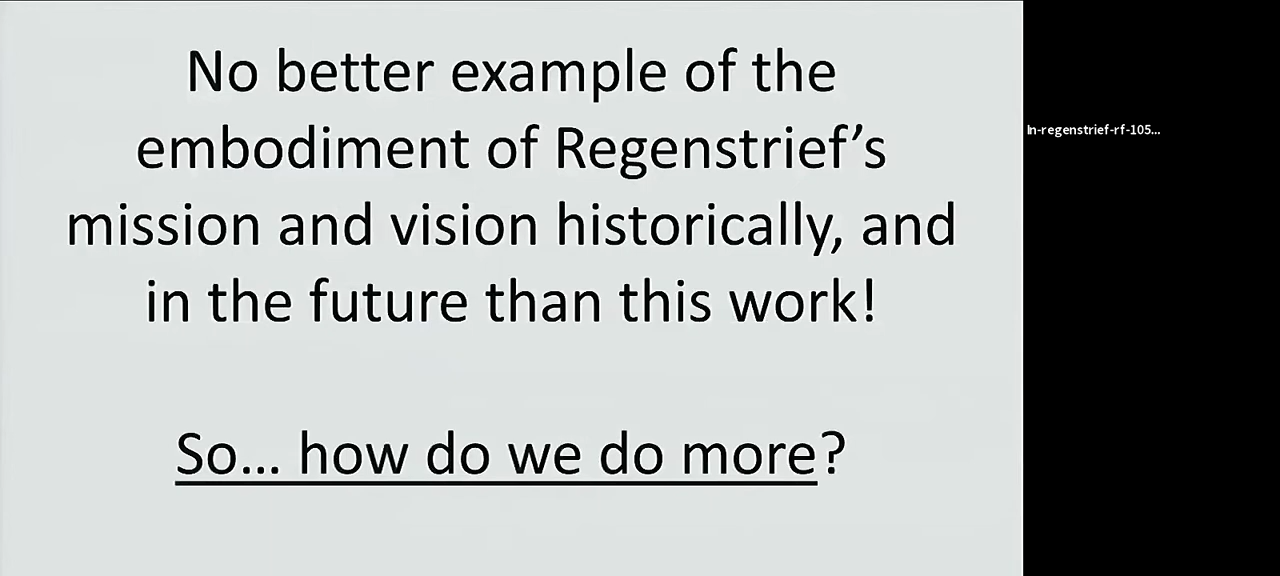 No better example of the
embodiment of Regenstrief’s
mission and vision historically, and
in the future than this work!
So... how do we do more?
In-regenstrief-rf-105...